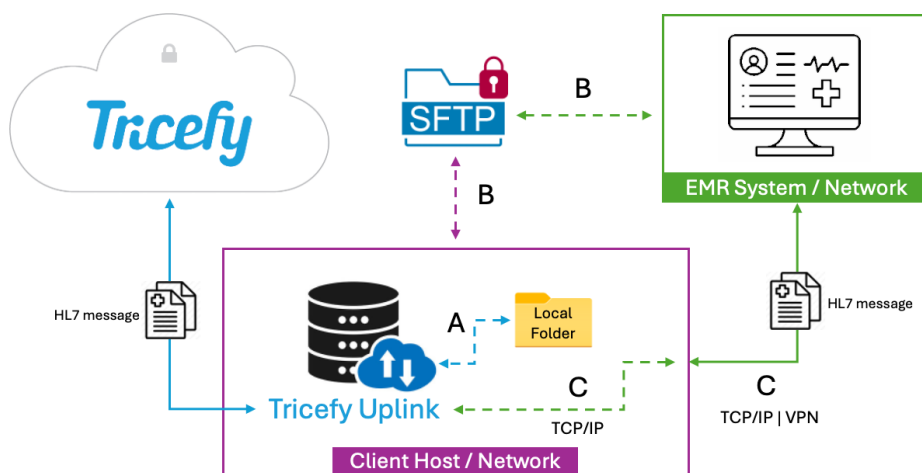 Tricefy
SFTP
B
EMR System / Network
B
HL7 message
HL7 message
A
Local
Folder
C
C
Tricefy Uplink
TCP/IP
TCP/IP | VPN
Client Host / Network